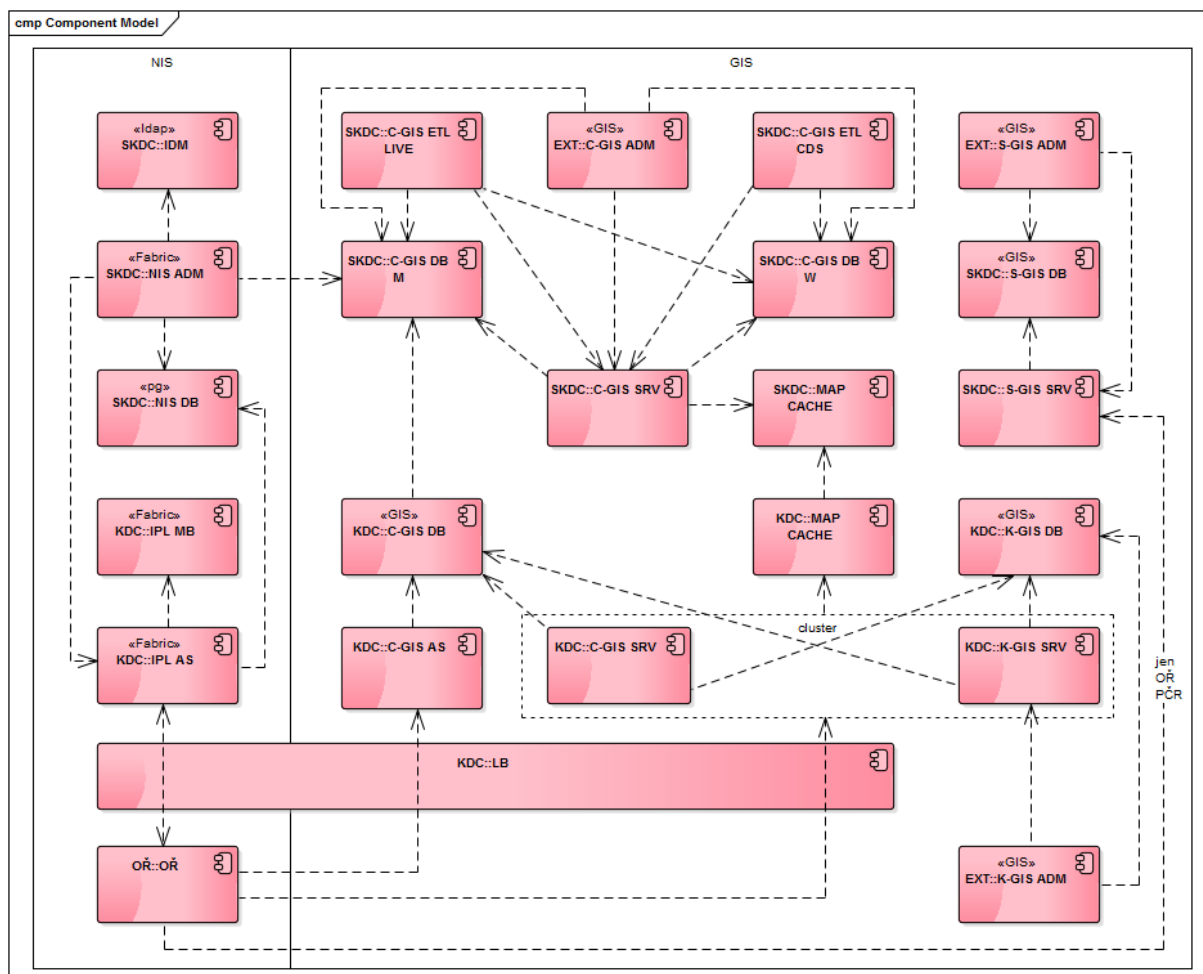 cmp Component Model
NIS
GIS
«ldap»
SKDC::IDM
SKDC::C-GIS ETL
LIVE
«GIS»
EXT::C-GIS ADM
SKDC::C-GIS ETL
CDS
«GIS»
EXT::S-GIS ADM
«Fabric»
SKDC::NIS ADM
SKDC::C-GIS DB
M
SKDC::C-GIS DB
W
«GIS»
SKDC::S-GIS DB
«pg»
SKDC::NIS DB
SKDC::C-GIS SRV
SKDC::MAP
CACHE
SKDC::S-GIS SRV
«Fabric»
KDC::IPL MB
«GIS»
KDC::C-GIS DB
KDC::MAP
CACHE
«GIS»
KDC::K-GIS DB
cluster
«Fabric»
KDC::IPL AS
KDC::C-GIS AS
KDC::C-GIS SRV
KDC::K-GIS SRV
jen
OŘ
PČR
KDC::LB
OŘ::OŘ
«GIS»
EXT::K-GIS ADM